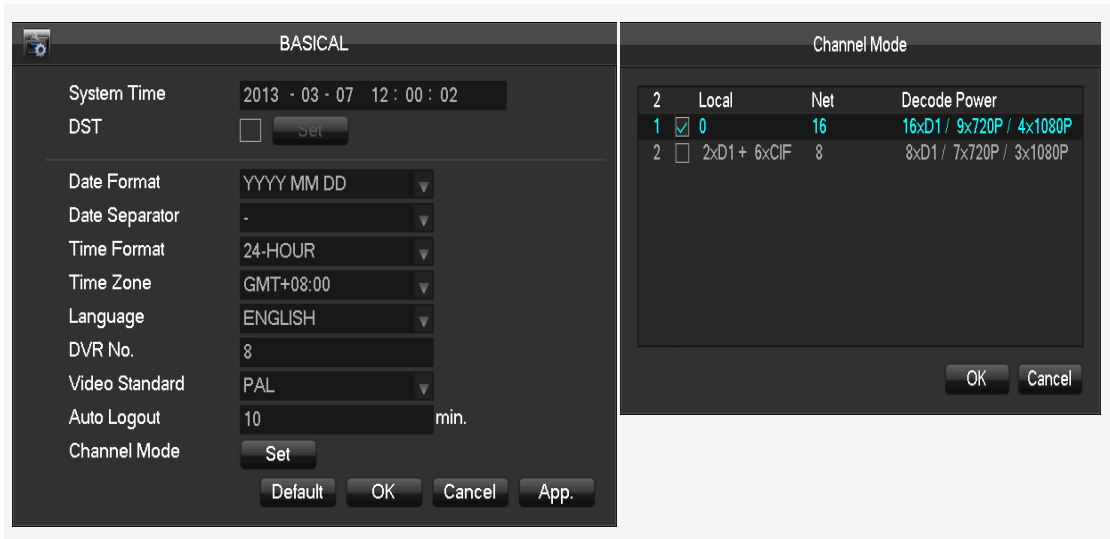 BASICAL
System Time 2013 - 03 - 07 12 : 00 : 02
DST Set
Date Format YYYY MM DD
Date Separator -
Time Format 24-HOUR
Time Zone GMT+08:00
Language ENGLISH
DVR No. 8
Video Standard PAL
Auto Logout 10 min.
Channel Mode Set
Default OK Cancel App.
Channel Mode
2 Local Net Decode Power
1 0 16 16xD1 / 9x720P / 4x1080P
2 2xD1 + 6xCIF 8 8xD1 / 7x720P / 3x1080P
OK Cancel